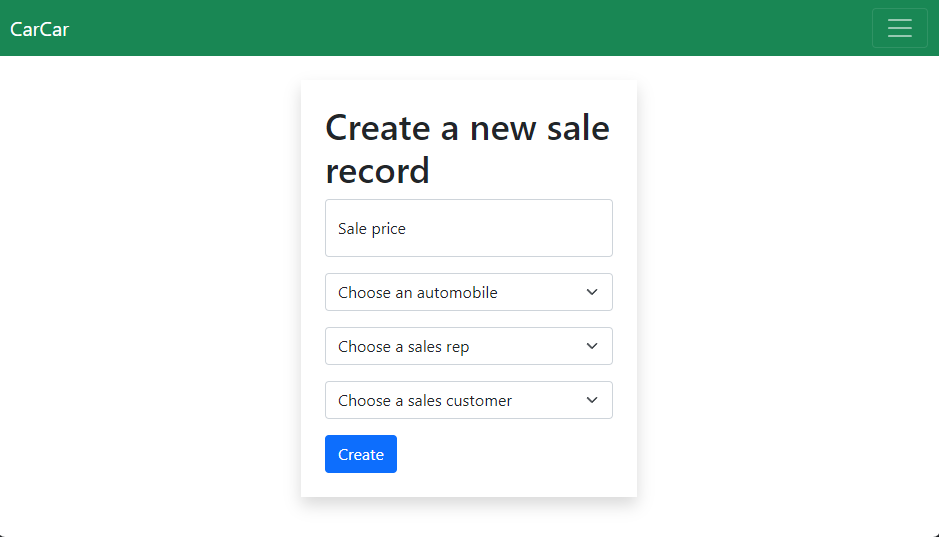 CarCar
Create a new sale
record
Sale price
Choose an automobile
Choose a sales rep
Choose a sales customer
Create